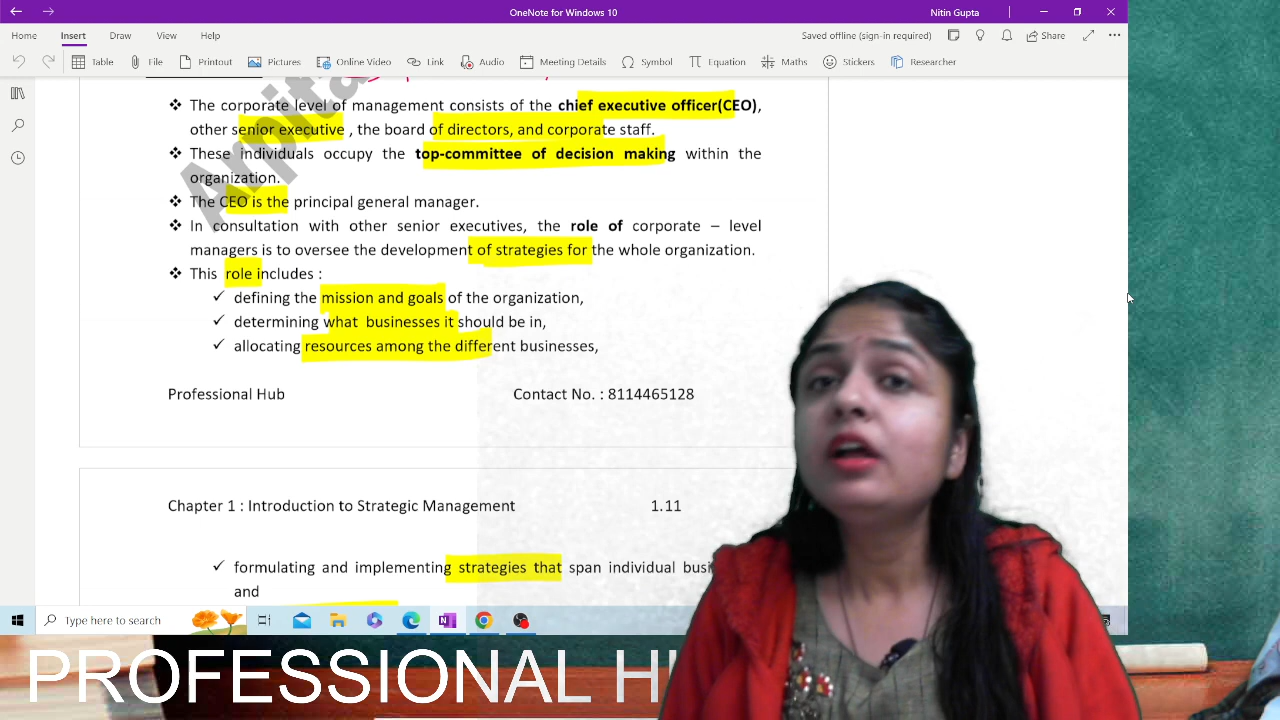 OneNote for Windows 10
Nitin Gupta
Home Insert Draw View Help
Saved offline (sign-in required) Share
Table File Printout Pictures Online Video Link Audio Meeting Details Symbol Equation Maths Stickers Researcher
Arpita
❖ The corporate level of management consists of the chief executive officer(CEO),
other senior executive , the board of directors, and corporate staff.
❖ These individuals occupy the top-committee of decision making within the
organization.
❖ The CEO is the principal general manager.
❖ In consultation with other senior executives, the role of corporate – level
managers is to oversee the development of strategies for the whole organization.
❖ This role includes :
✓ defining the mission and goals of the organization,
✓ determining what businesses it should be in,
✓ allocating resources among the different businesses,
Professional Hub Contact No. : 8114465128
Chapter 1 : Introduction to Strategic Management 1.11
✓ formulating and implementing strategies that span individual busi
and
Type here to search
PROFESSIONAL H